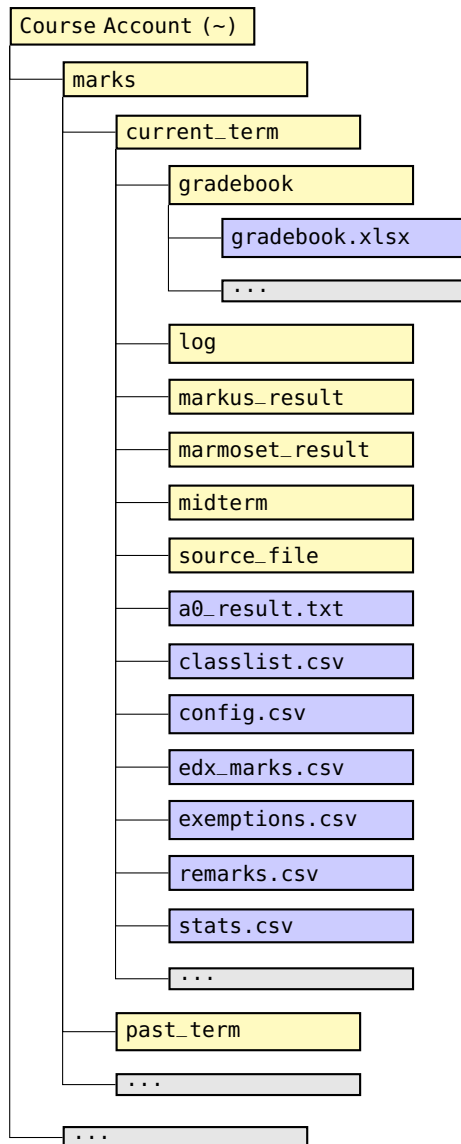 Course Account (~)
marks
current_term
gradebook
gradebook.xlsx
...
log
markus_result
marmoset_result
midterm
source_file
a0_result.txt
classlist.csv
config.csv
edx_marks.csv
exemptions.csv
remarks.csv
stats.csv
...
past_term
...
...